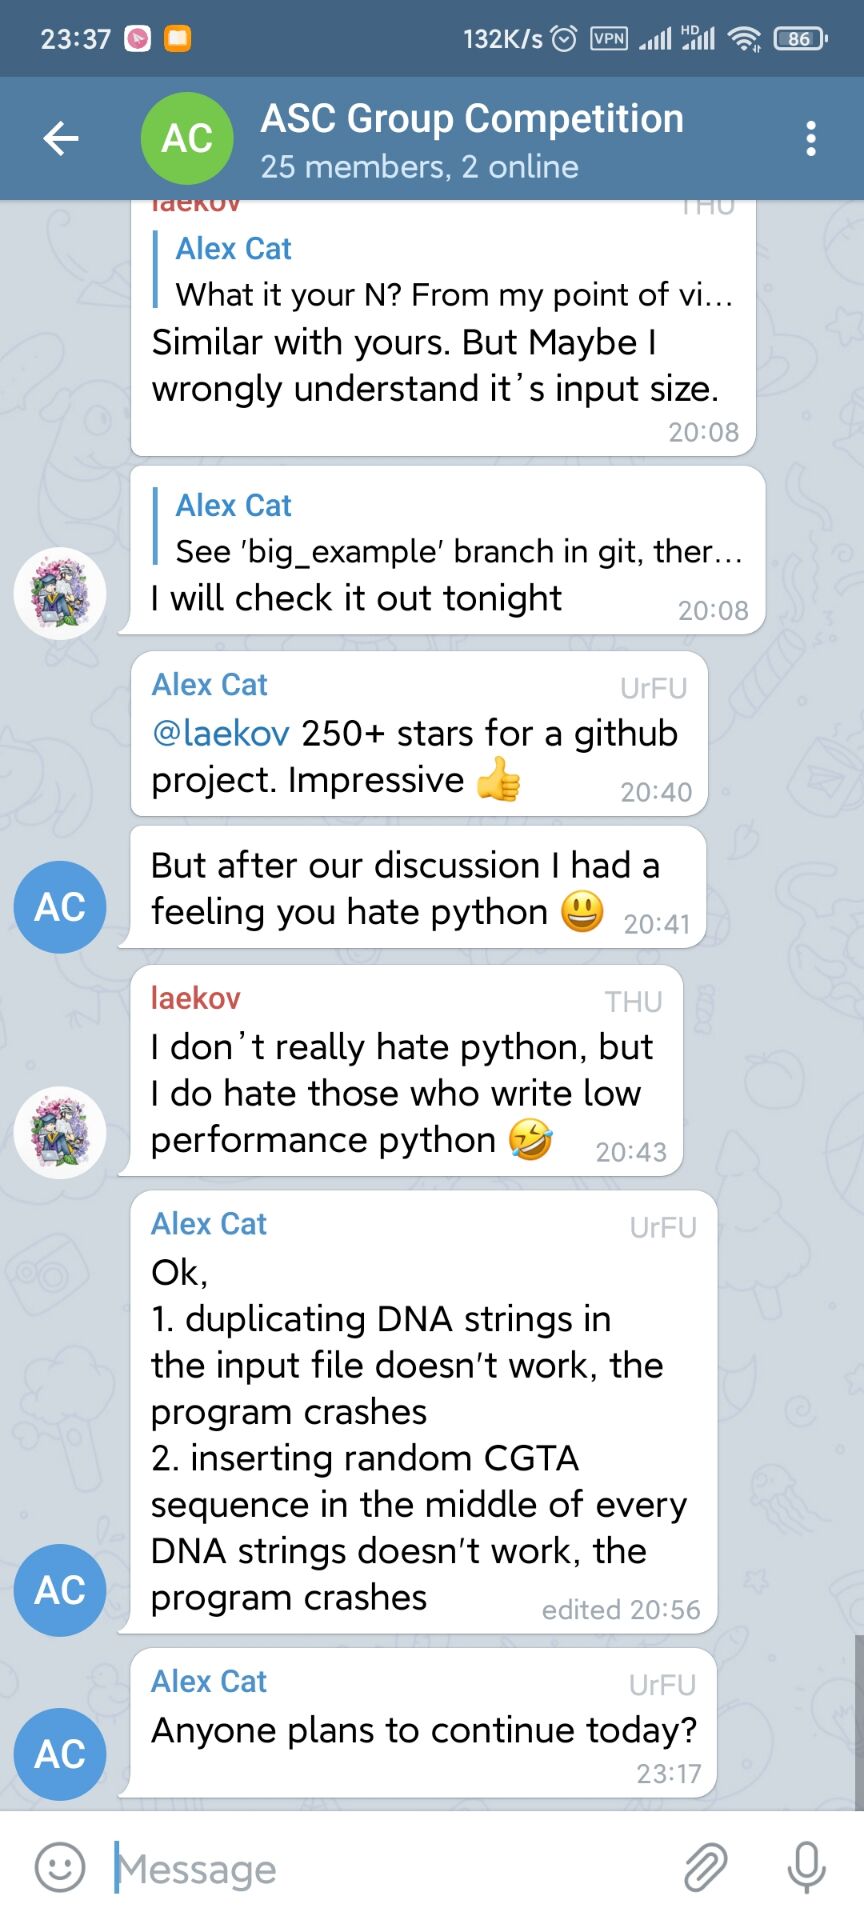 23:37 132K/s VPN HD 86
AC ASC Group Competition
25 members, 2 online
laekov THU
Alex Cat
What it your N? From my point of vi...
Similar with yours. But Maybe I
wrongly understand it’s input size.
20:08
Alex Cat
See 'big_example' branch in git, ther...
I will check it out tonight 20:08
Alex Cat UrFU
@laekov 250+ stars for a github
project. Impressive 👍 20:40
But after our discussion I had a
AC feeling you hate python 😃 20:41
laekov THU
I don’t really hate python, but
I do hate those who write low
performance python 🤣 20:43
Alex Cat UrFU
Ok,
1. duplicating DNA strings in
the input file doesn't work, the
program crashes
2. inserting random CGTA
sequence in the middle of every
DNA strings doesn't work, the
AC program crashes edited 20:56
Alex Cat UrFU
Anyone plans to continue today?
AC 23:17
Message